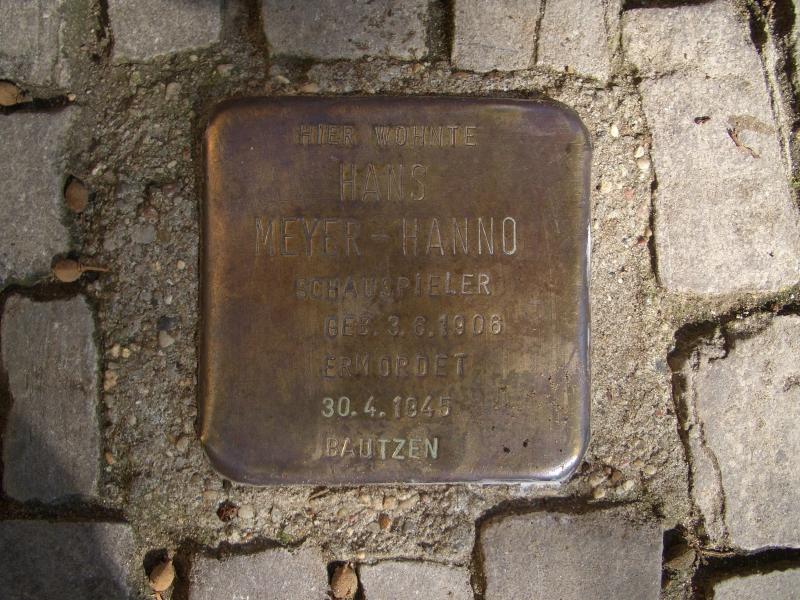 HIER WOHNTE
HANS
MEYER-HANNO
SCHAUSPIELER
GEB. 3.6.1906
ERMORDET
30.4.1945
BAUTZEN